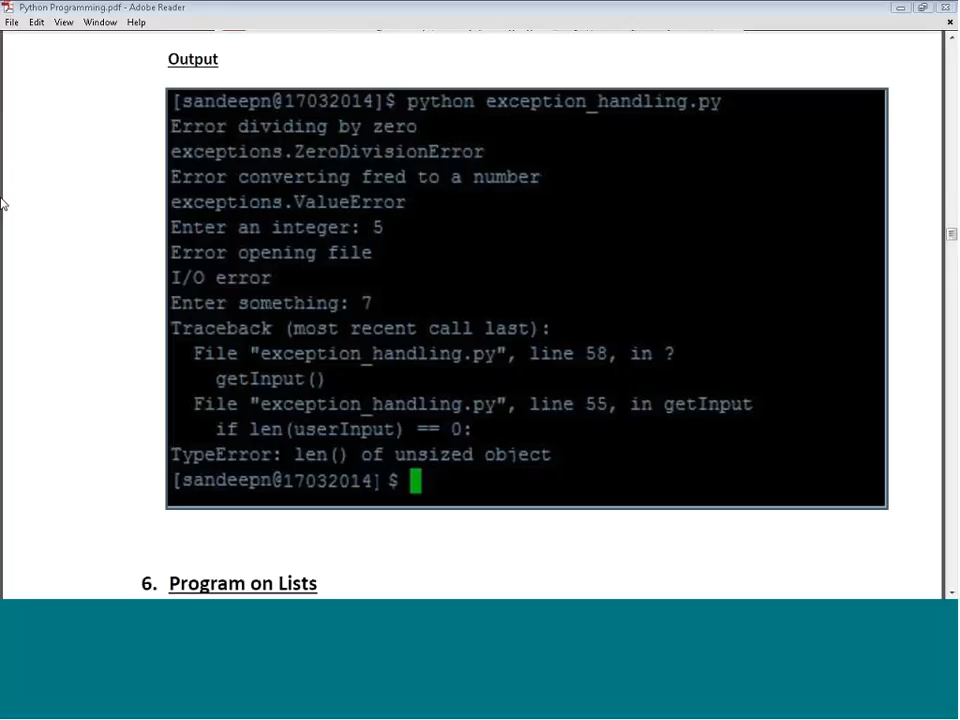 Python Programming.pdf - Adobe Reader
File Edit View Window Help
Output
[sandeepn@17032014]$ python exception_handling.py
Error dividing by zero
exceptions.ZeroDivisionError
Error converting fred to a number
exceptions.ValueError
Enter an integer: 5
Error opening file
I/O error
Enter something: 7
Traceback (most recent call last):
File "exception_handling.py", line 58, in ?
getInput()
File "exception_handling.py", line 55, in getInput
if len(userInput) == 0:
TypeError: len() of unsized object
[sandeepn@17032014] $
6. Program on Lists